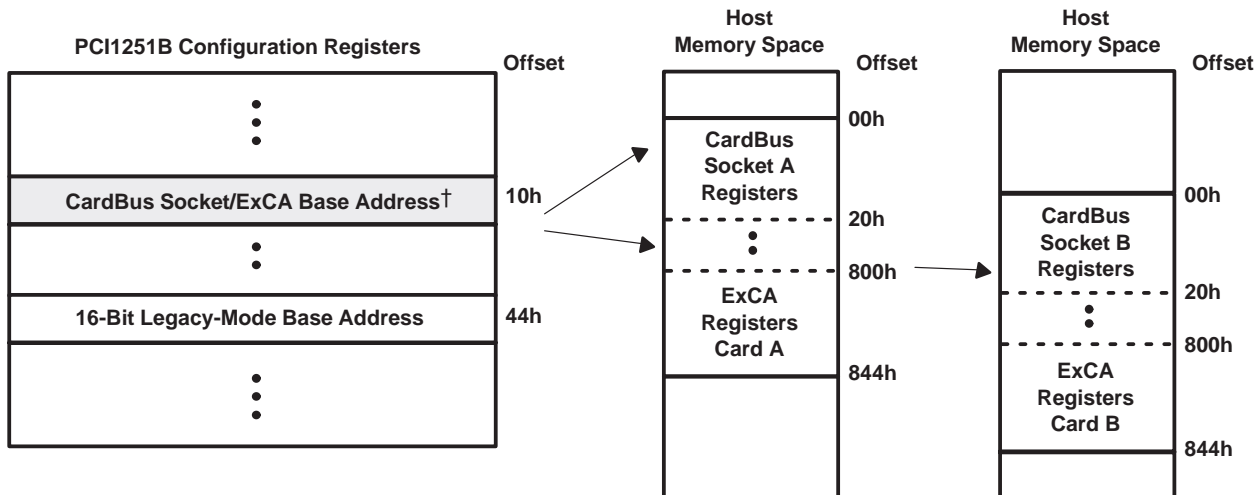 PCI1251B Configuration Registers
Offset
CardBus Socket/ExCA Base Address†
10h
16-Bit Legacy-Mode Base Address
44h
Host
Memory Space
Offset
00h
CardBus
Socket A
Registers
20h
800h
ExCA
Registers
Card A
844h
Host
Memory Space
Offset
00h
CardBus
Socket B
Registers
20h
800h
ExCA
Registers
Card B
844h